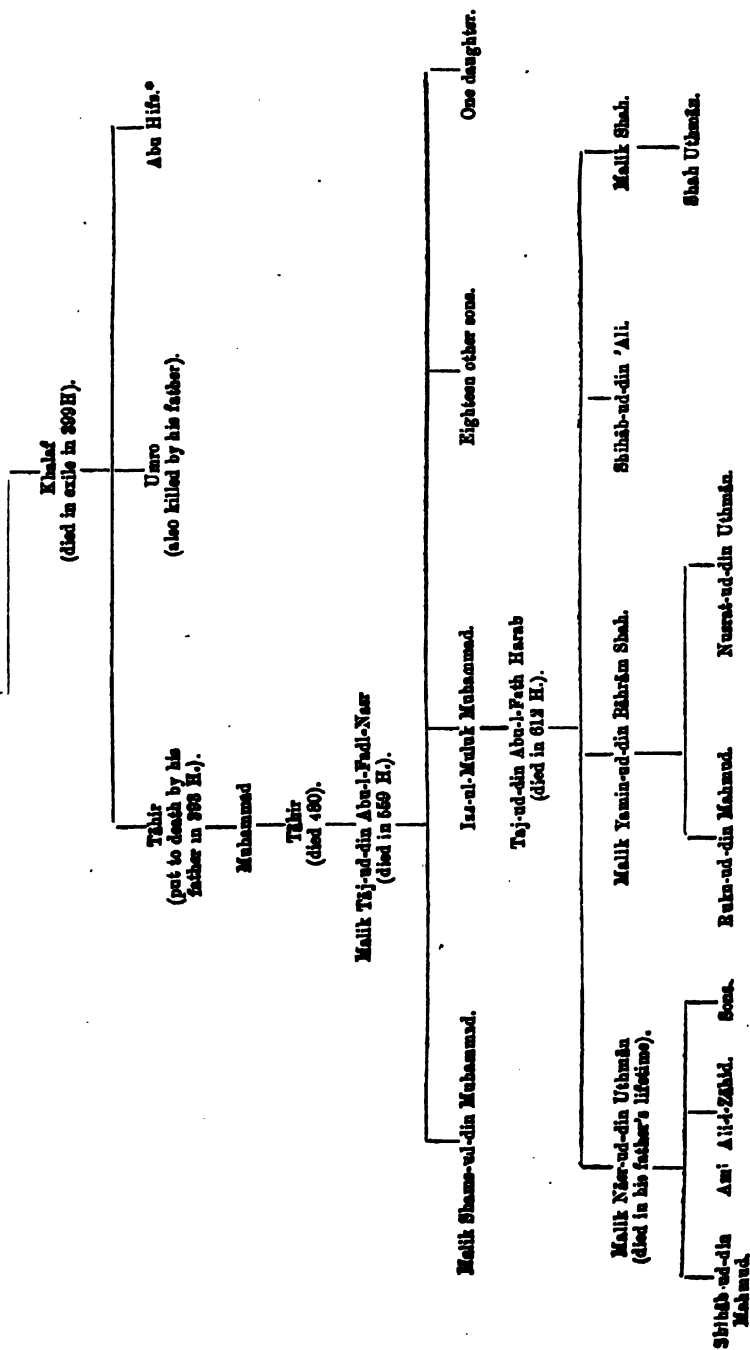 Khalaf
(died in exile in 399H).
Tāhir
(put to death by his
father in 393 H.).
Umro
(also killed by his father).
Abu Hifs.*
Muhammad
Tāhir
(died 480).
Malik Tāj-ud-din Abu-l-Fadl-Nasr
(died in 559 H.).
Malik Shams-ud-din Muhammad.
Izz-ul-Muluk Muhammad.
Eighteen other sons.
One daughter.
Taj-ud-din Abu-l-Fath Harab
(died in 612 H.).
Malik Nāsr-ud-din Uthmān
(died in his father's lifetime).
Malik Yamin-ud-din Bāhrām Shah.
Shihāb-ud-din 'Ali.
Malik Shah.
Shihāb-ud-din
Mahmud.
Ali-i-Zāhid.
Sons.
Rukn-ud-din Mahmud.
Nusrat-ud-din Uthmān.
Shah Uthmān.